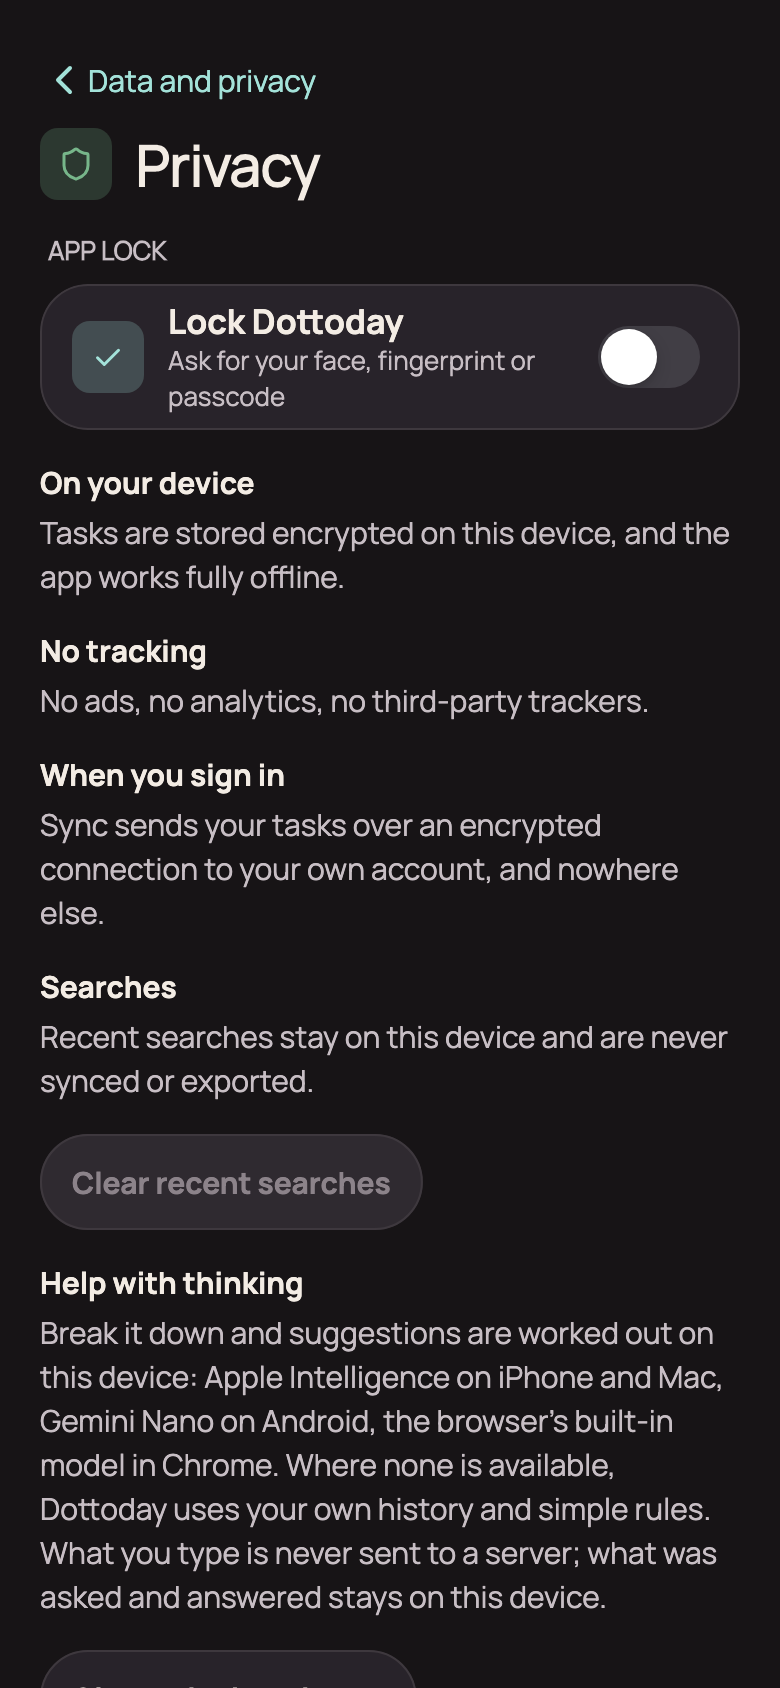 Data and privacy
Privacy
APP LOCK
Lock Dottoday
Ask for your face, fingerprint or
passcode
On your device
Tasks are stored encrypted on this device, and the
app works fully offline.
No tracking
No ads, no analytics, no third-party trackers.
When you sign in
Sync sends your tasks over an encrypted
connection to your own account, and nowhere
else.
Searches
Recent searches stay on this device and are never
synced or exported.
Clear recent searches
Help with thinking
Break it down and suggestions are worked out on
this device: Apple Intelligence on iPhone and Mac,
Gemini Nano on Android, the browser’s built-in
model in Chrome. Where none is available,
Dottoday uses your own history and simple rules.
What you type is never sent to a server; what was
asked and answered stays on this device.